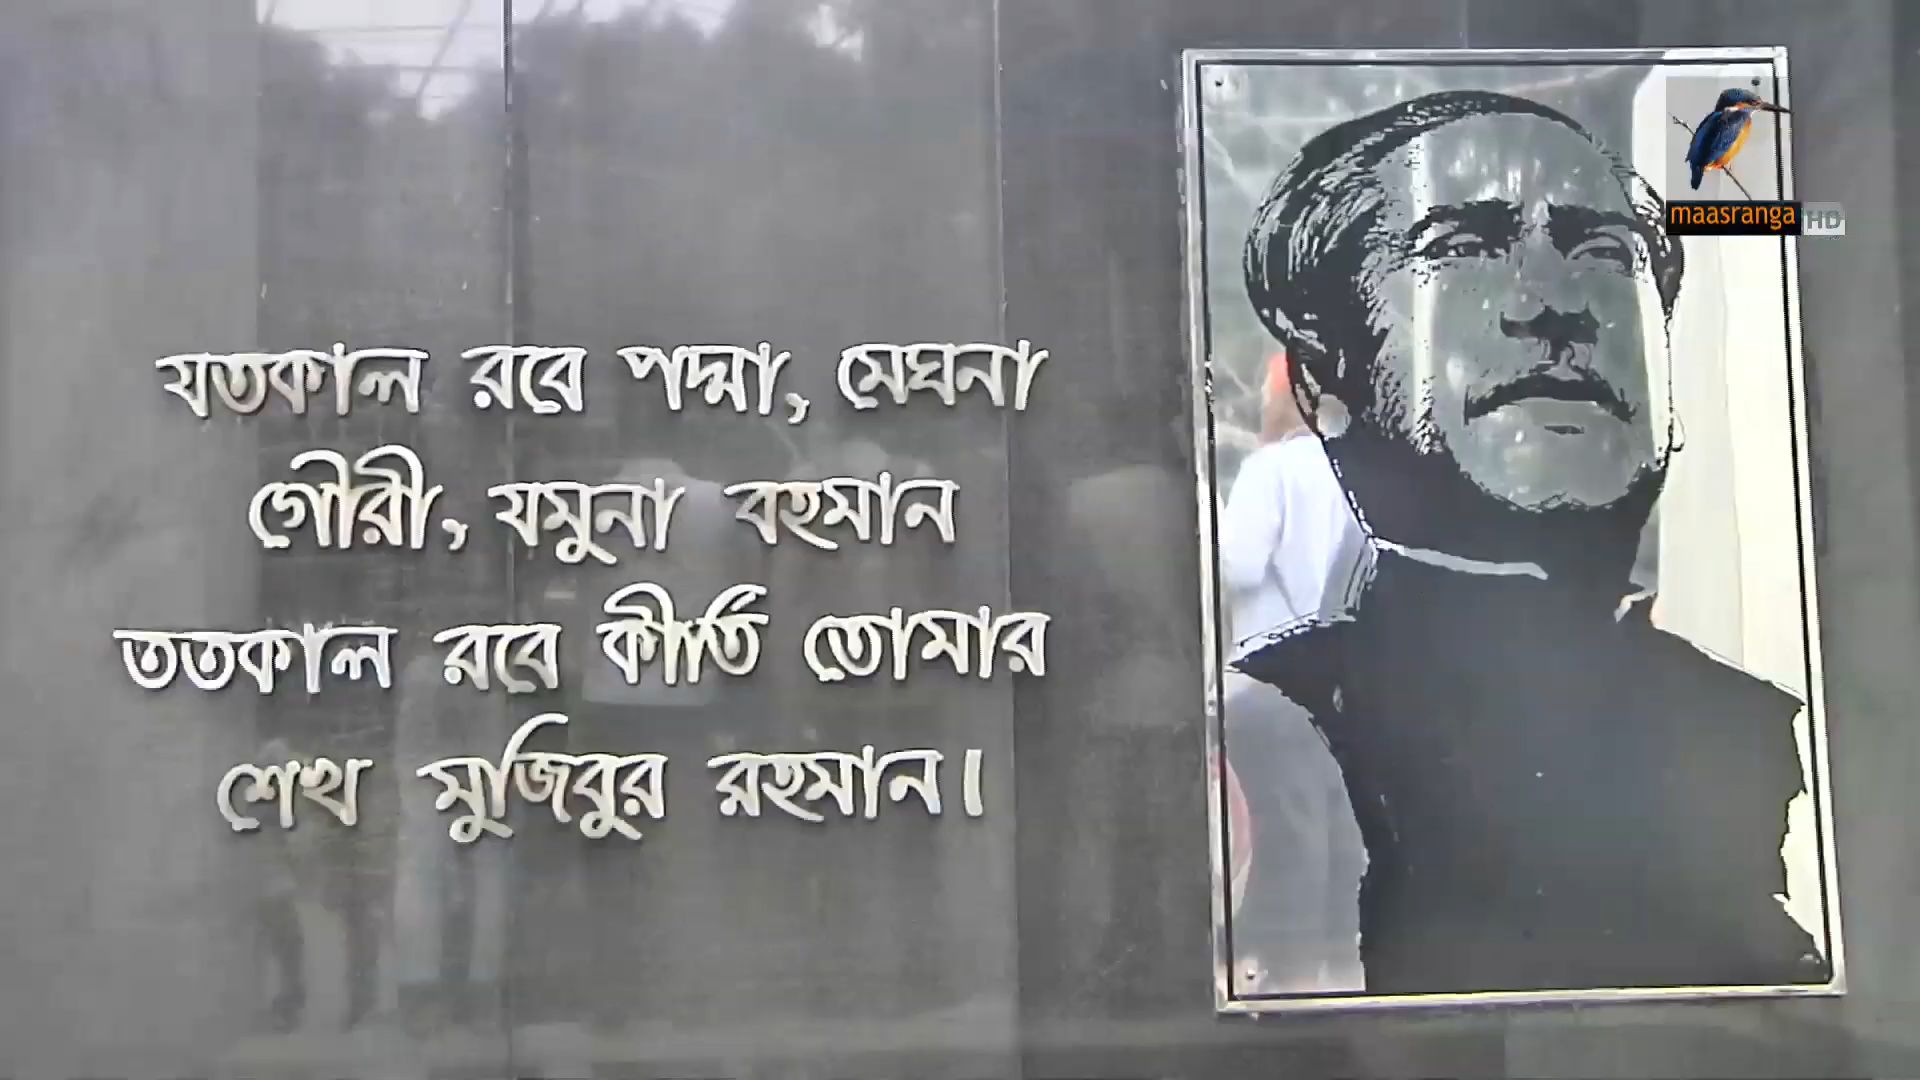 যতকাল রবে পদ্মা, মেঘনা
গৌরী, যমুনা বহমান
ততকাল রবে কীর্তি তোমার
শেখ মুজিবুর রহমান।
maasranga HD